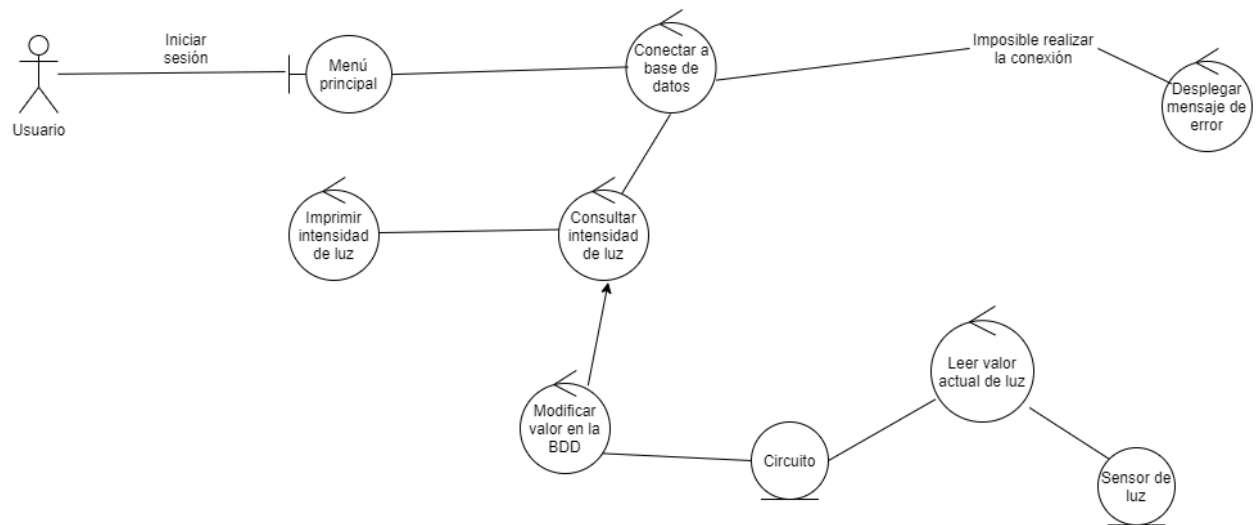 Iniciar
sesión
Usuario
Menú
principal
Conectar a
base de
datos
Imposible realizar
la conexión
Desplegar
mensaje de
error
Imprimir
intensidad
de luz
Consultar
intensidad
de luz
Modificar
valor en la
BDD
Circuito
Leer valor
actual de luz
Sensor de
luz